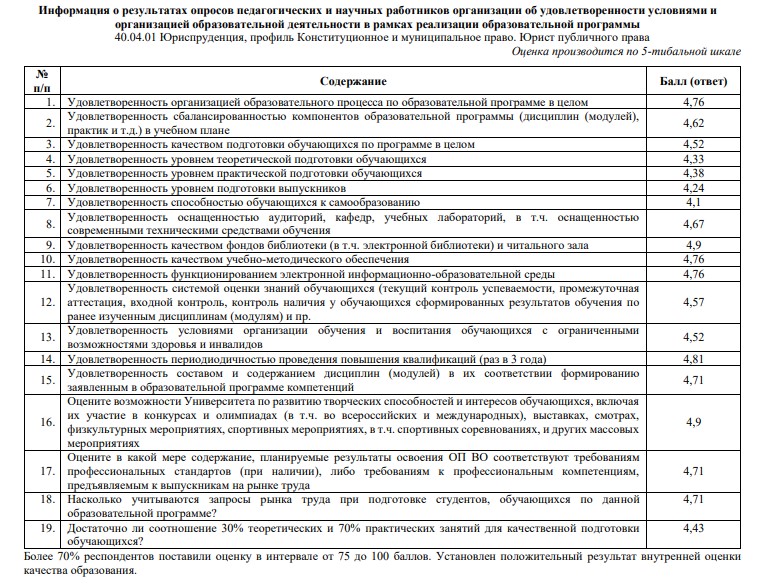 Информация о результатах опросов педагогических и научных работников организации об удовлетворенности условиями и
организацией образовательной деятельности в рамках реализации образовательной программы
40.04.01 Юриспруденция, профиль Конституционное и муниципальное право. Юрист публичного права
Оценка производится по 5-тибальной шкале
№ п/п Содержание Балл (ответ)
1. Удовлетворенность организацией образовательного процесса по образовательной программе в целом 4,76
2. Удовлетворенность сбалансированностью компонентов образовательной программы (дисциплин (модулей),
практик и т.д.) в учебном плане 4,62
3. Удовлетворенность качеством подготовки обучающихся по программе в целом 4,52
4. Удовлетворенность уровнем теоретической подготовки обучающихся 4,33
5. Удовлетворенность уровнем практической подготовки обучающихся 4,38
6. Удовлетворенность уровнем подготовки выпускников 4,24
7. Удовлетворенность способностью обучающихся к самообразованию 4,1
8. Удовлетворенность оснащенностью аудиторий, кафедр, учебных лабораторий, в т.ч. оснащенностью
современными техническими средствами обучения 4,67
9. Удовлетворенность качеством фондов библиотеки (в т.ч. электронной библиотеки) и читального зала 4,9
10. Удовлетворенность качеством учебно-методического обеспечения 4,76
11. Удовлетворенность функционированием электронной информационно-образовательной среды 4,76
12. Удовлетворенность системой оценки знаний обучающихся (текущий контроль успеваемости, промежуточная
аттестация, входной контроль, контроль наличия у обучающихся сформированных результатов обучения по
ранее изученным дисциплинам (модулям) и пр. 4,57
13. Удовлетворенность условиями организации обучения и воспитания обучающихся с ограниченными
возможностями здоровья и инвалидов 4,52
14. Удовлетворенность периодиодичностью проведения повышения квалификаций (раз в 3 года) 4,81
15. Удовлетворенность составом и содержанием дисциплин (модулей) в их соответствии формированию
заявленным в образовательной программе компетенций 4,71
16. Оцените возможности Университета по развитию творческих способностей и интересов обучающихся, включая
их участие в конкурсах и олимпиадах (в т.ч. во всероссийских и международных), выставках, смотрах,
физкультурных мероприятиях, спортивных мероприятиях, в т.ч. спортивных соревнованиях, и других массовых
мероприятиях 4,9
17. Оцените в какой мере содержание, планируемые результаты освоения ОП ВО соответствуют требованиям
профессиональных стандартов (при наличии), либо требованиям к профессиональным компетенциям,
предъявляемым к выпускникам на рынке труда 4,71
18. Насколько учитываются запросы рынка труда при подготовке студентов, обучающихся по данной
образовательной программе? 4,71
19. Достаточно ли соотношение 30% теоретических и 70% практических занятий для качественной подготовки
обучающихся? 4,43
Более 70% респондентов поставили оценку в интервале от 75 до 100 баллов. Установлен положительный результат внутренней оценки
качества образования.